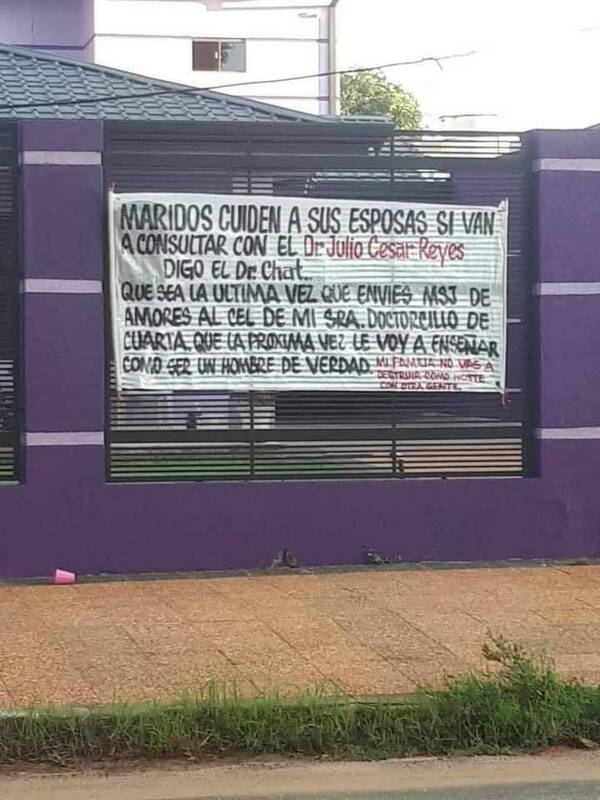 MARIDOS CUIDEN A SUS ESPOSAS SI VAN
A CONSULTAR CON EL Dr. Julio Cesar Reyes
DIGO EL Dr. Chat...
QUE SEA LA ULTIMA VEZ QUE ENVIES MSJ DE
AMORES AL CEL DE MI SRA. DOCTORCILLO DE
CUARTA. QUE LA PROXIMA VEZ LE VOY A ENSEÑAR
COMO SER UN HOMBRE DE VERDAD. MI FAMILIA NO VAS A
DESTRUIR COMO HICISTE
CON OTRA GENTE.